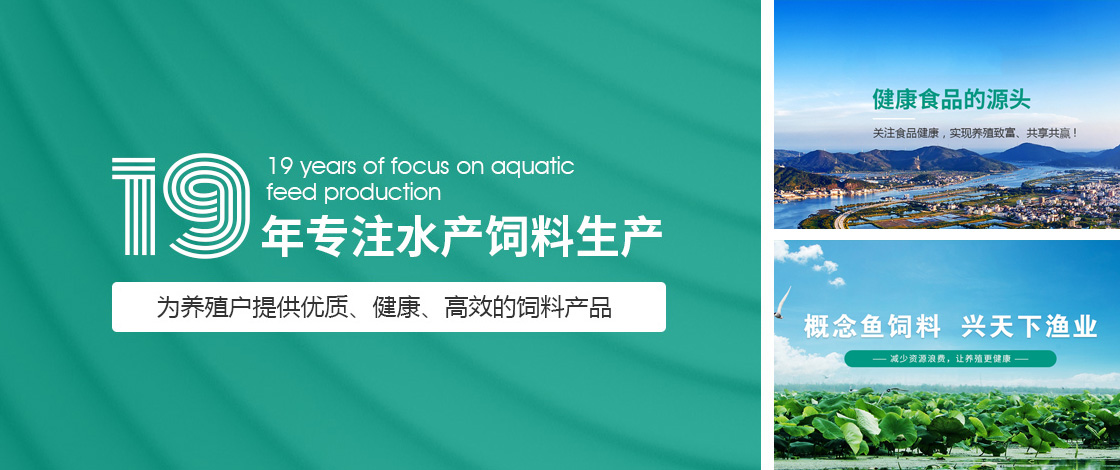 19
19 years of focus on aquatic
feed production
年专注水产饲料生产
为养殖户提供优质、健康、高效的饲料产品
健康食品的源头
关注食品健康，实现养殖致富、共享共赢！
概念鱼饲料 兴天下渔业
减少资源浪费，让养殖更健康